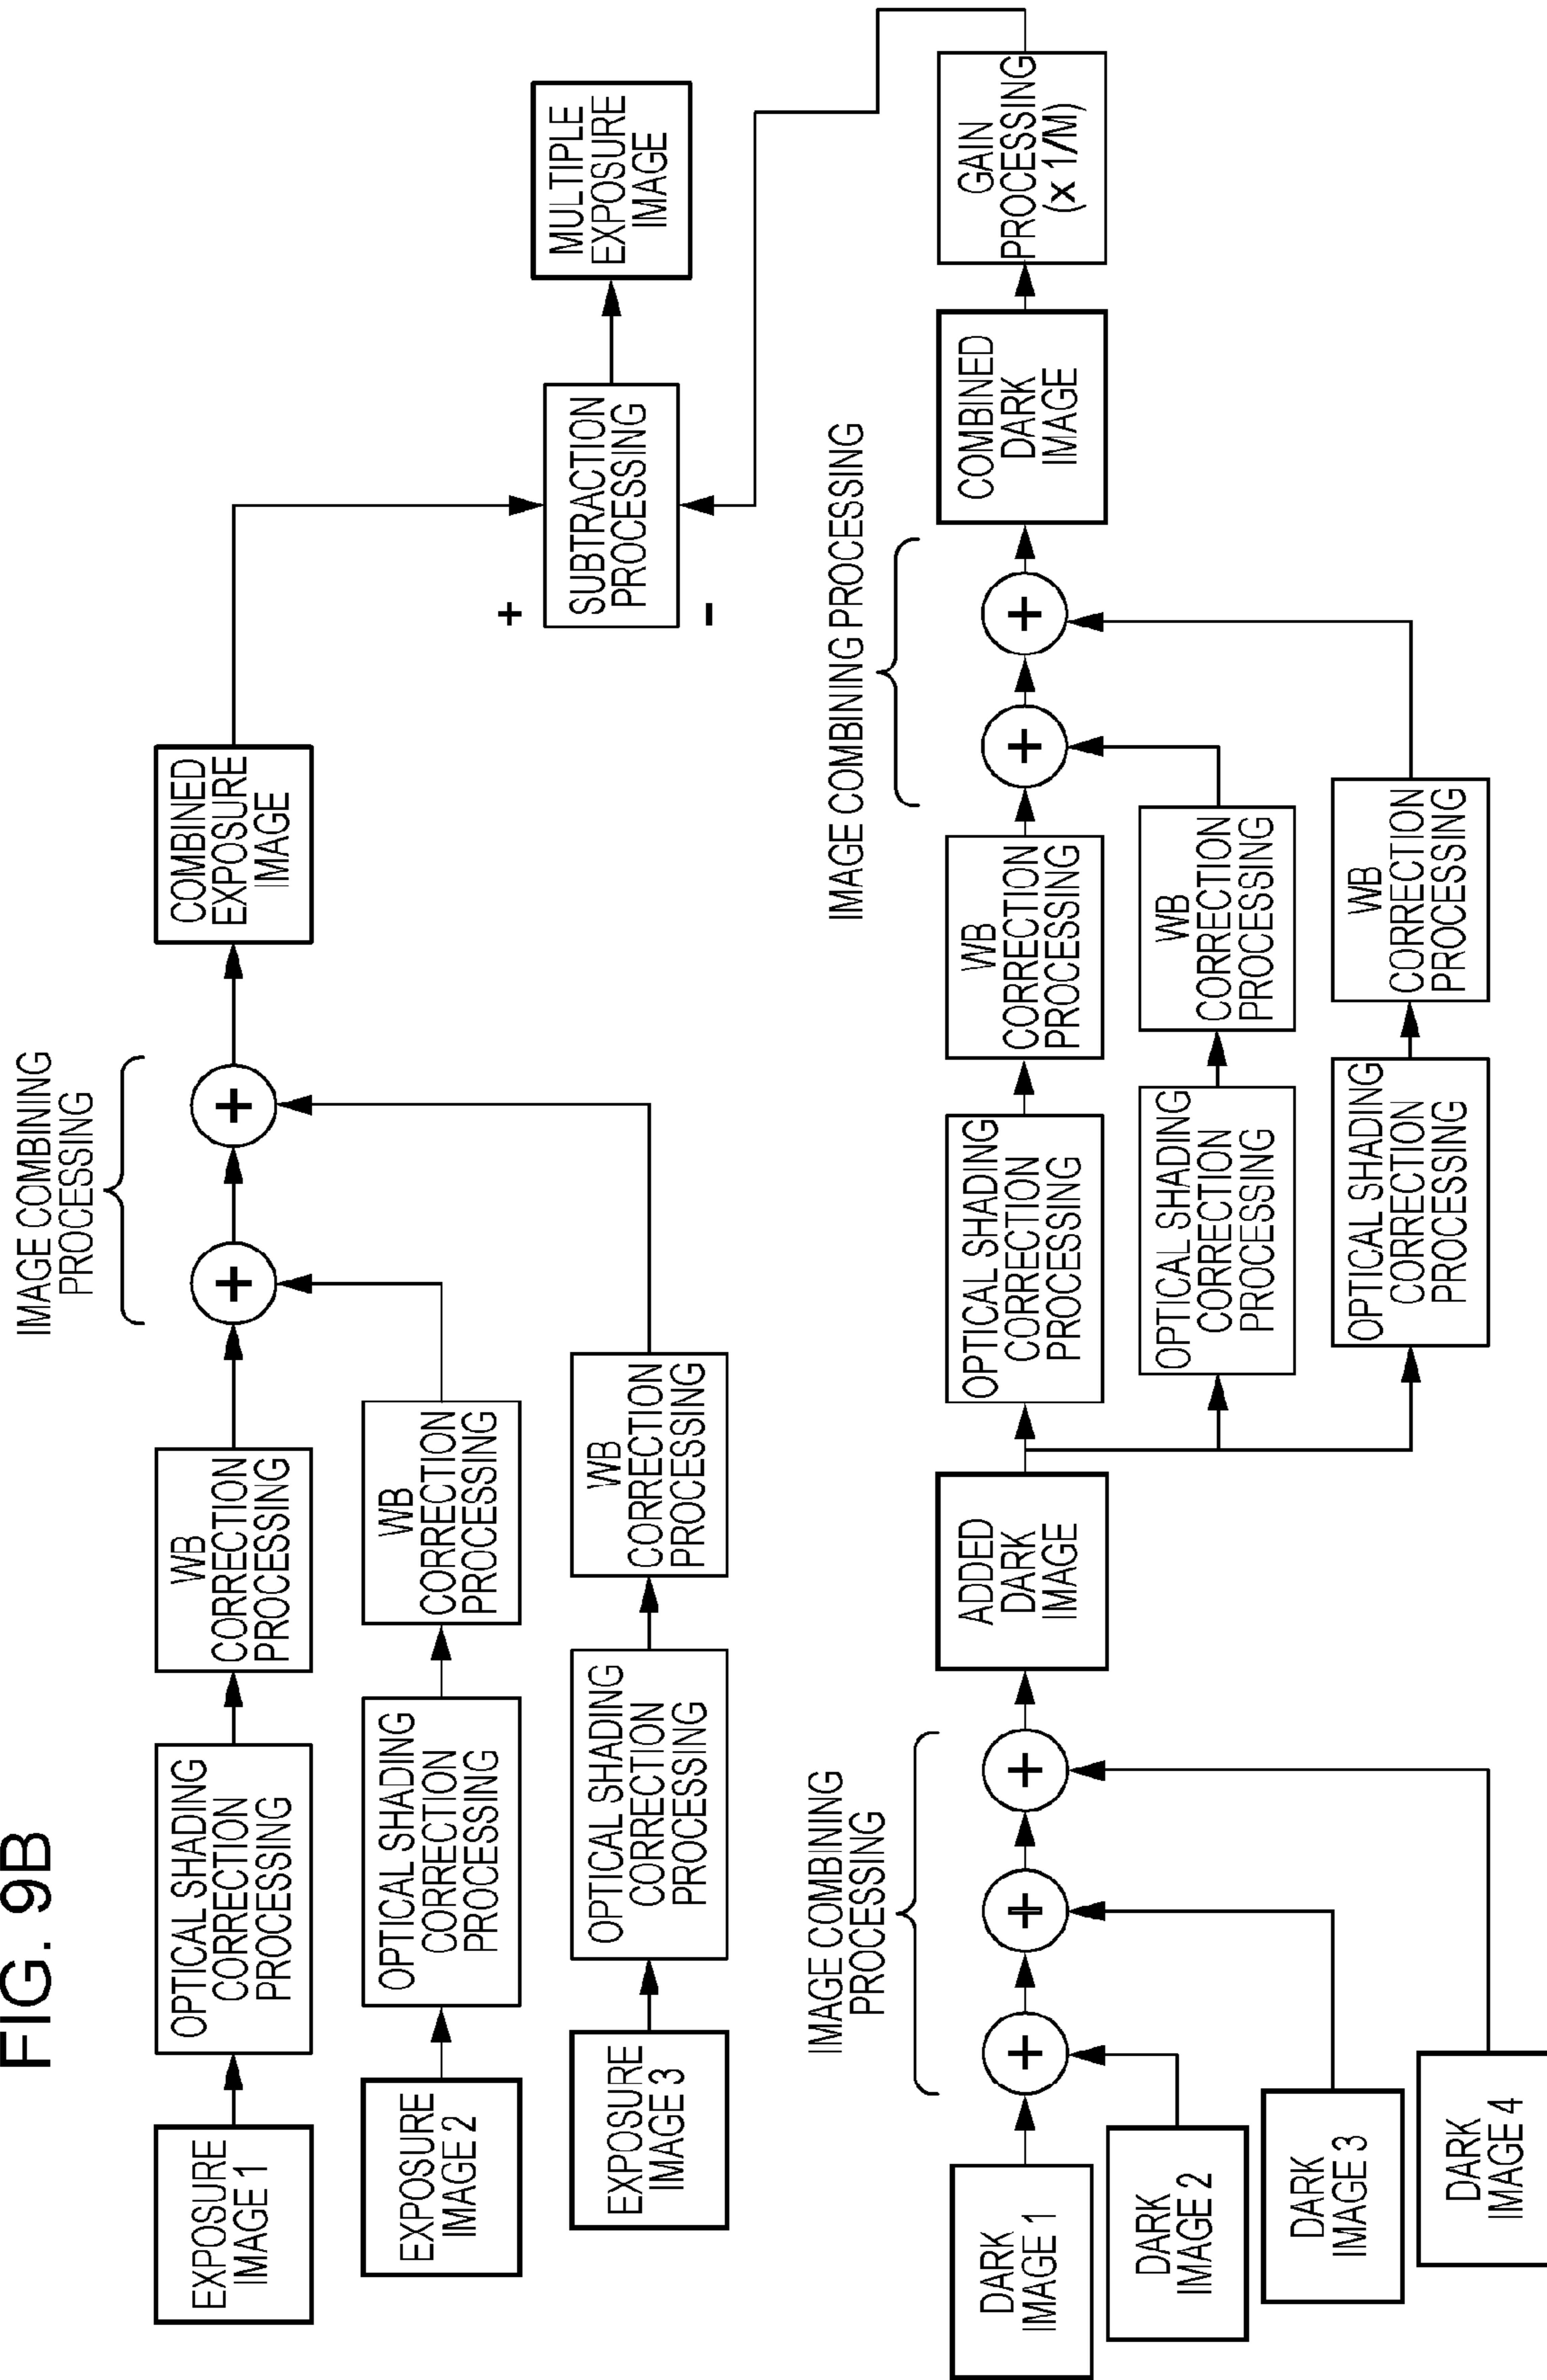 FIG. 9B
EXPOSURE
IMAGE 1
OPTICAL SHADING
CORRECTION
PROCESSING
WB
CORRECTION
PROCESSING
IMAGE COMBINING
PROCESSING
+
+
COMBINED
EXPOSURE
IMAGE
EXPOSURE
IMAGE 2
OPTICAL SHADING
CORRECTION
PROCESSING
WB
CORRECTION
PROCESSING
EXPOSURE
IMAGE 3
OPTICAL SHADING
CORRECTION
PROCESSING
WB
CORRECTION
PROCESSING
+
SUBTRACTION
PROCESSING
-
MULTIPLE
EXPOSURE
IMAGE
IMAGE COMBINING
PROCESSING
DARK
IMAGE 1
+
+
+
ADDED
DARK
IMAGE
OPTICAL SHADING
CORRECTION
PROCESSING
WB
CORRECTION
PROCESSING
IMAGE COMBINING PROCESSING
+
+
COMBINED
DARK
IMAGE
GAIN
PROCESSING
(x 1/M)
DARK
IMAGE 2
OPTICAL SHADING
CORRECTION
PROCESSING
WB
CORRECTION
PROCESSING
DARK
IMAGE 3
OPTICAL SHADING
CORRECTION
PROCESSING
WB
CORRECTION
PROCESSING
DARK
IMAGE 4